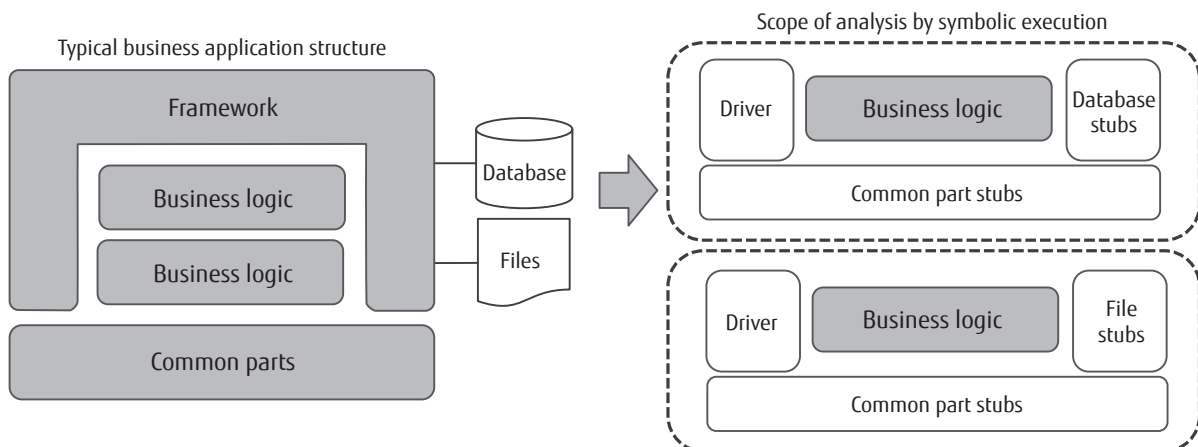 Typical business application structure
Framework
Business logic
Business logic
Common parts
Database
Files
Scope of analysis by symbolic execution
Driver
Business logic
Database
stubs
Common part stubs
Driver
Business logic
File
stubs
Common part stubs